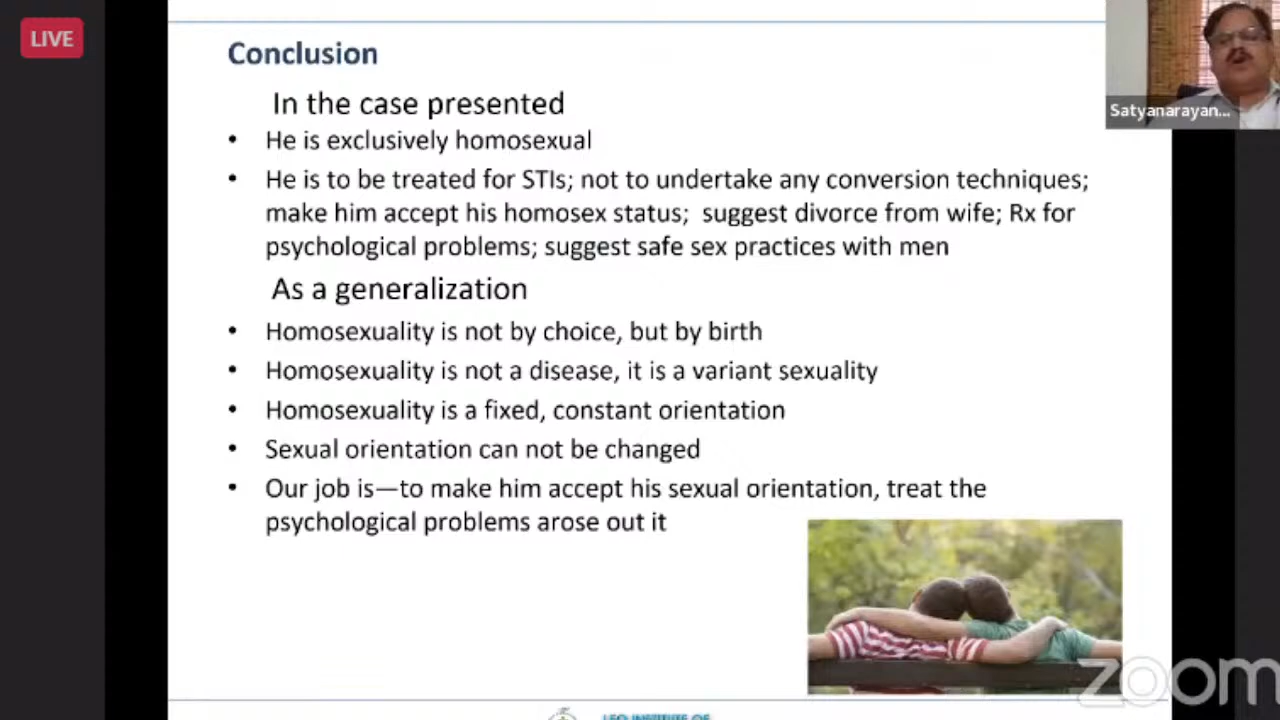 LIVE
Conclusion
Satyanarayan...
In the case presented
• He is exclusively homosexual
• He is to be treated for STIs; not to undertake any conversion techniques;
make him accept his homosex status; suggest divorce from wife; Rx for
psychological problems; suggest safe sex practices with men
As a generalization
• Homosexuality is not by choice, but by birth
• Homosexuality is not a disease, it is a variant sexuality
• Homosexuality is a fixed, constant orientation
• Sexual orientation can not be changed
• Our job is—to make him accept his sexual orientation, treat the
psychological problems arose out it
zoom
LEO INSTITUTE OF